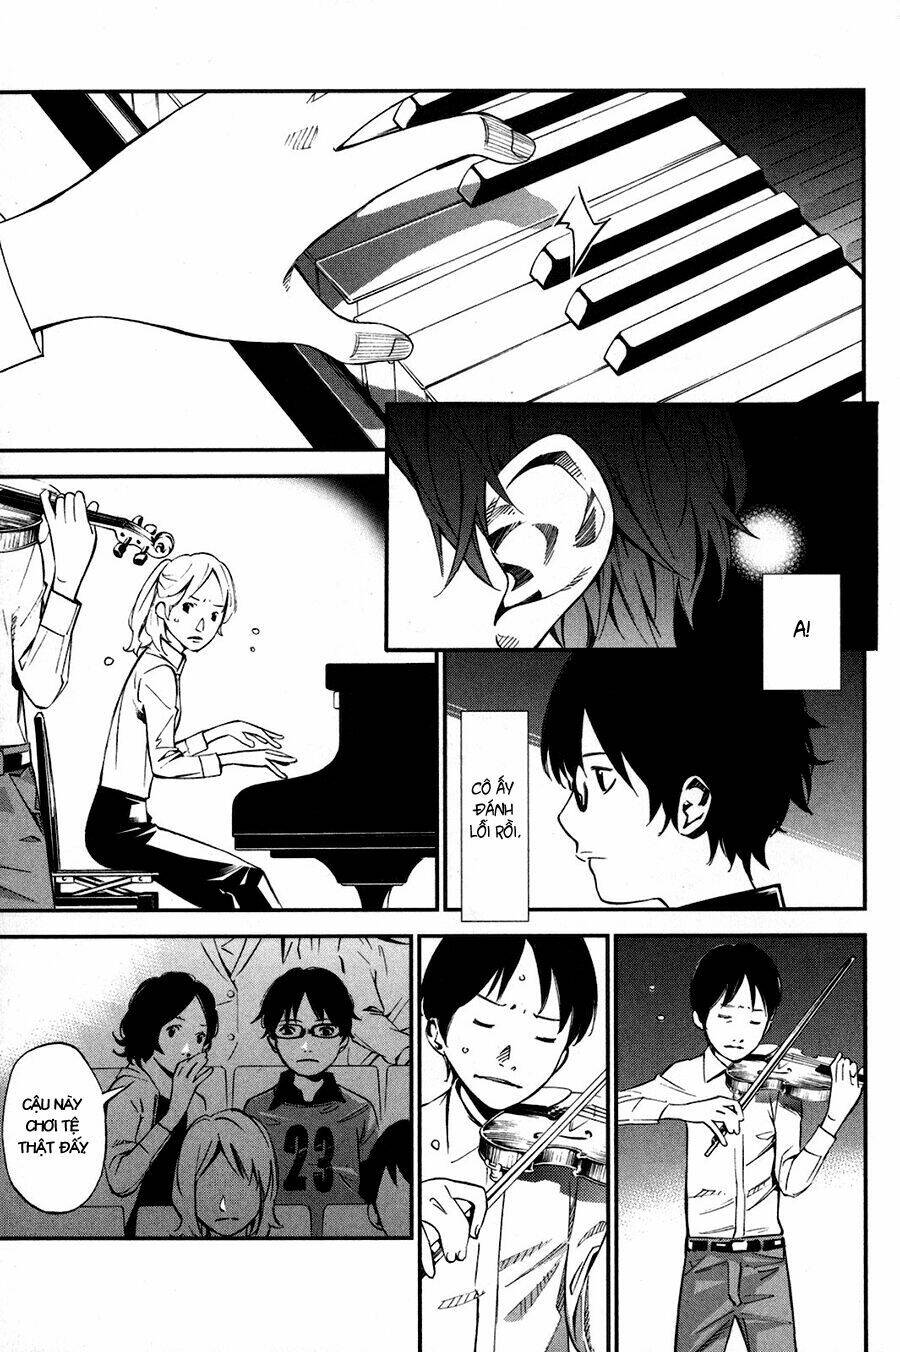 A!
CÔ ẤY
ĐÁNH
LỖI RỒI.
CẬU NÀY
CHƠI TỆ
THẬT ĐẤY.
23